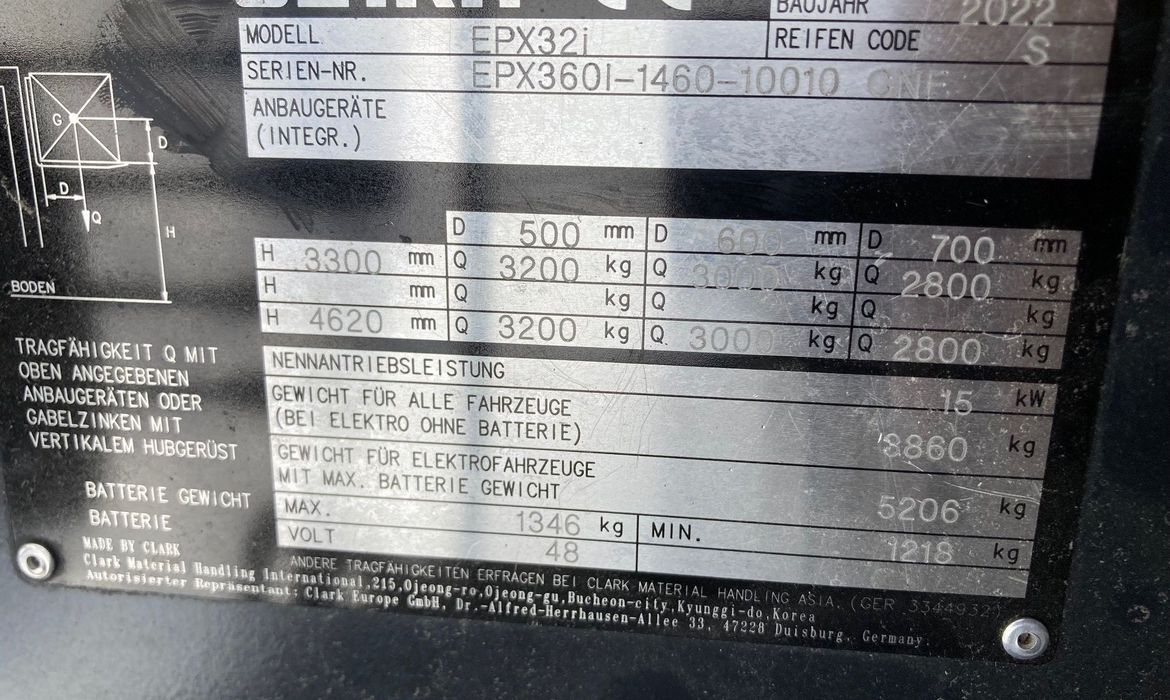 BAUJAHR 2022
MODELL EPX32i REIFEN CODE S
SERIEN-NR. EPX360I-1460-10010
ANBAUGERÄTE
(INTEGR.)
G
D
D
Q
H
BODEN
D 500 mm D 600 mm D 700 mm
H 3300 mm Q 3200 kg Q 3000 kg Q 2800 kg
H mm Q kg Q kg Q kg
H 4620 mm Q 3200 kg Q 3000 kg Q 2800 kg
TRAGFÄHIGKEIT Q MIT
OBEN ANGEGEBENEN
ANBAUGERÄTEN ODER
GABELZINKEN MIT
VERTIKALEM HUBGERÜST
NENNANTRIEBSLEISTUNG 15 kW
GEWICHT FÜR ALLE FAHRZEUGE
(BEI ELEKTRO OHNE BATTERIE) 3860 kg
GEWICHT FÜR ELEKTROFAHRZEUGE
MIT MAX. BATTERIE GEWICHT 5206 kg
BATTERIE GEWICHT MAX. 1346 kg MIN. 1218 kg
BATTERIE VOLT 48
MADE BY CLARK
ANDERE TRAGFÄHIGKEITEN ERFRAGEN BEI CLARK MATERIAL HANDLING ASIA. (GER 3344932)
Clark Material Handling International,215,Ojeong-ro,Ojeong-gu,Bucheon-city,Kyunggi-do,Korea
Autorisierter Repräsentant: Clark Europe GmbH, Dr.-Alfred-Herrhausen-Allee 33, 47228 Duisburg, Germany.